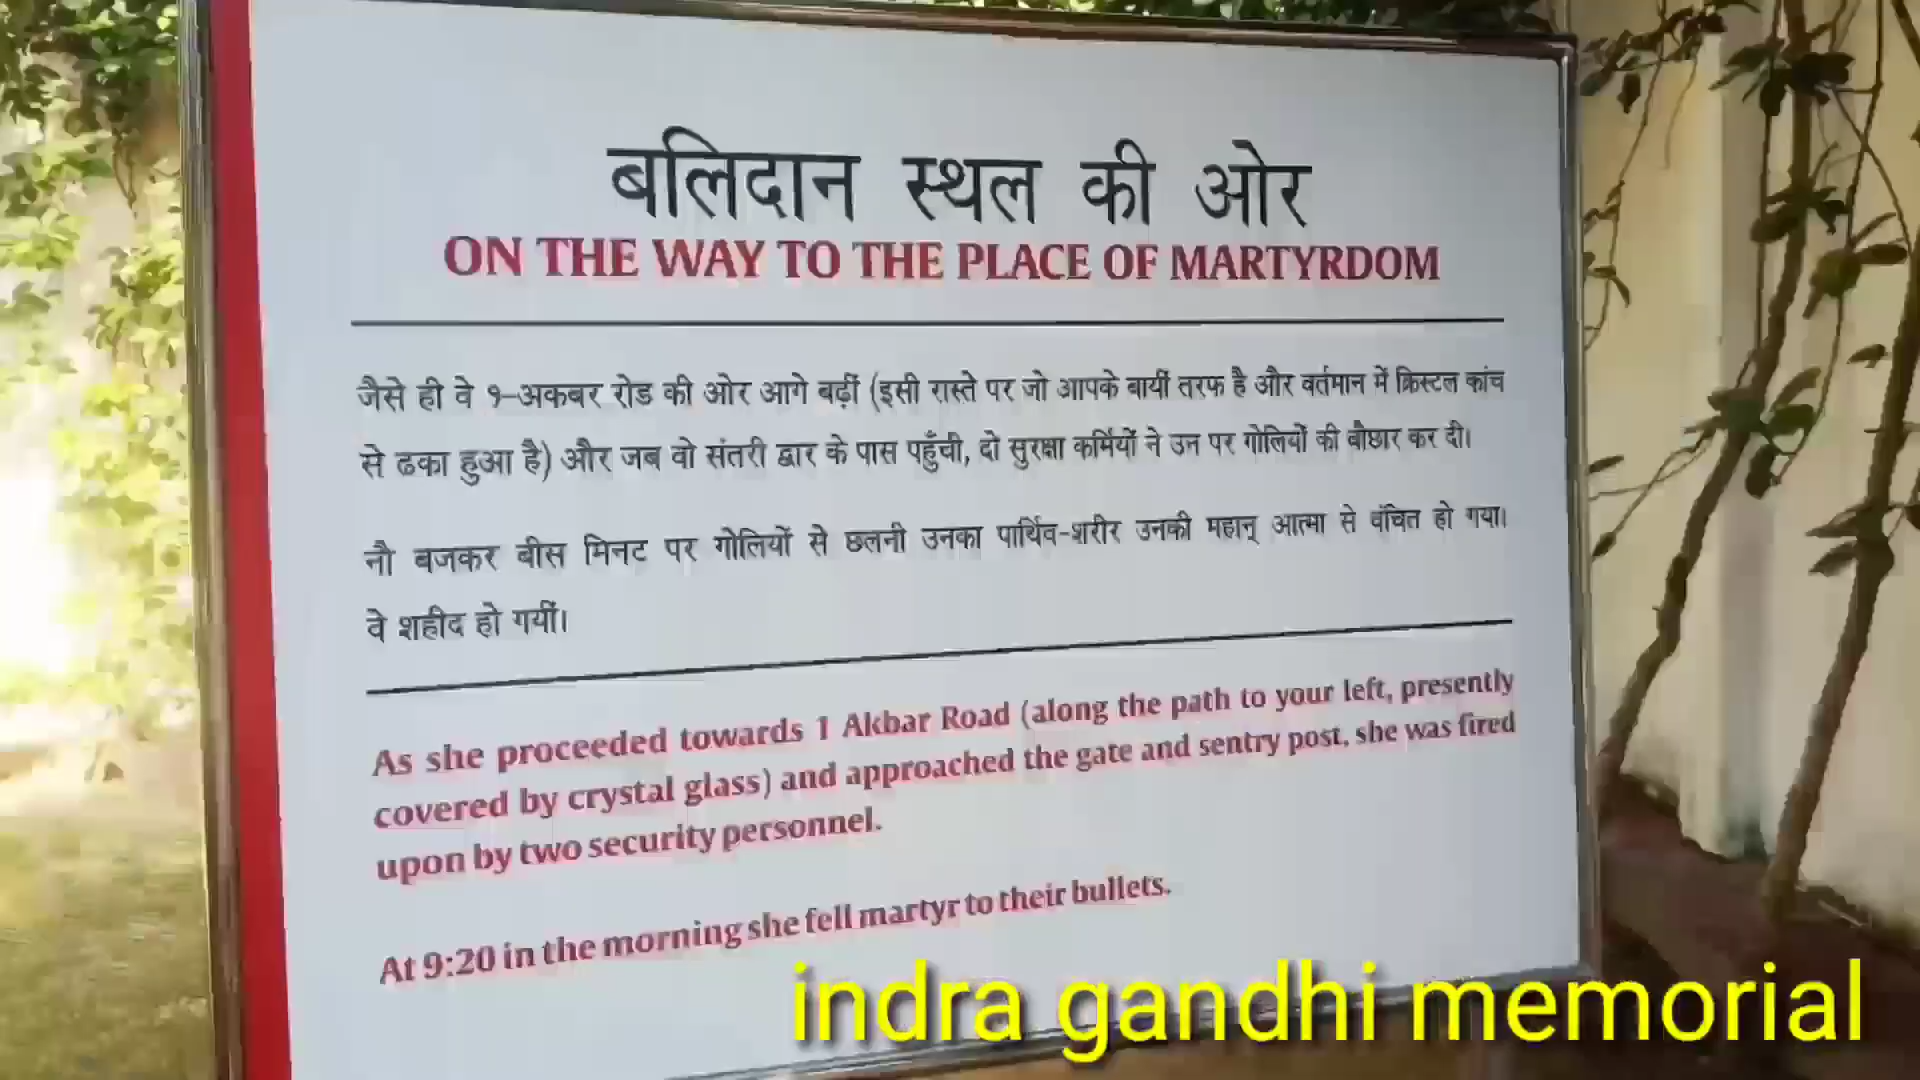 बलिदान स्थल की ओर
ON THE WAY TO THE PLACE OF MARTYRDOM
जैसे ही वे १-अकबर रोड की ओर आगे बढ़ीं (इसी रास्ते पर जो आपके बायीं तरफ है और वर्तमान में क्रिस्टल कांच
से ढका हुआ है) और जब वो संतरी द्वार के पास पहुँची, दो सुरक्षा कर्मियों ने उन पर गोलियों की बौछार कर दी।
नौ बजकर बीस मिनट पर गोलियों से छलनी उनका पार्थिव-शरीर उनकी महान् आत्मा से वंचित हो गया।
वे शहीद हो गयीं।
As she proceeded towards 1 Akbar Road (along the path to your left, presently
covered by crystal glass) and approached the gate and sentry post, she was fired
upon by two security personnel.
At 9:20 in the morning she fell martyr to their bullets.
indra gandhi memorial